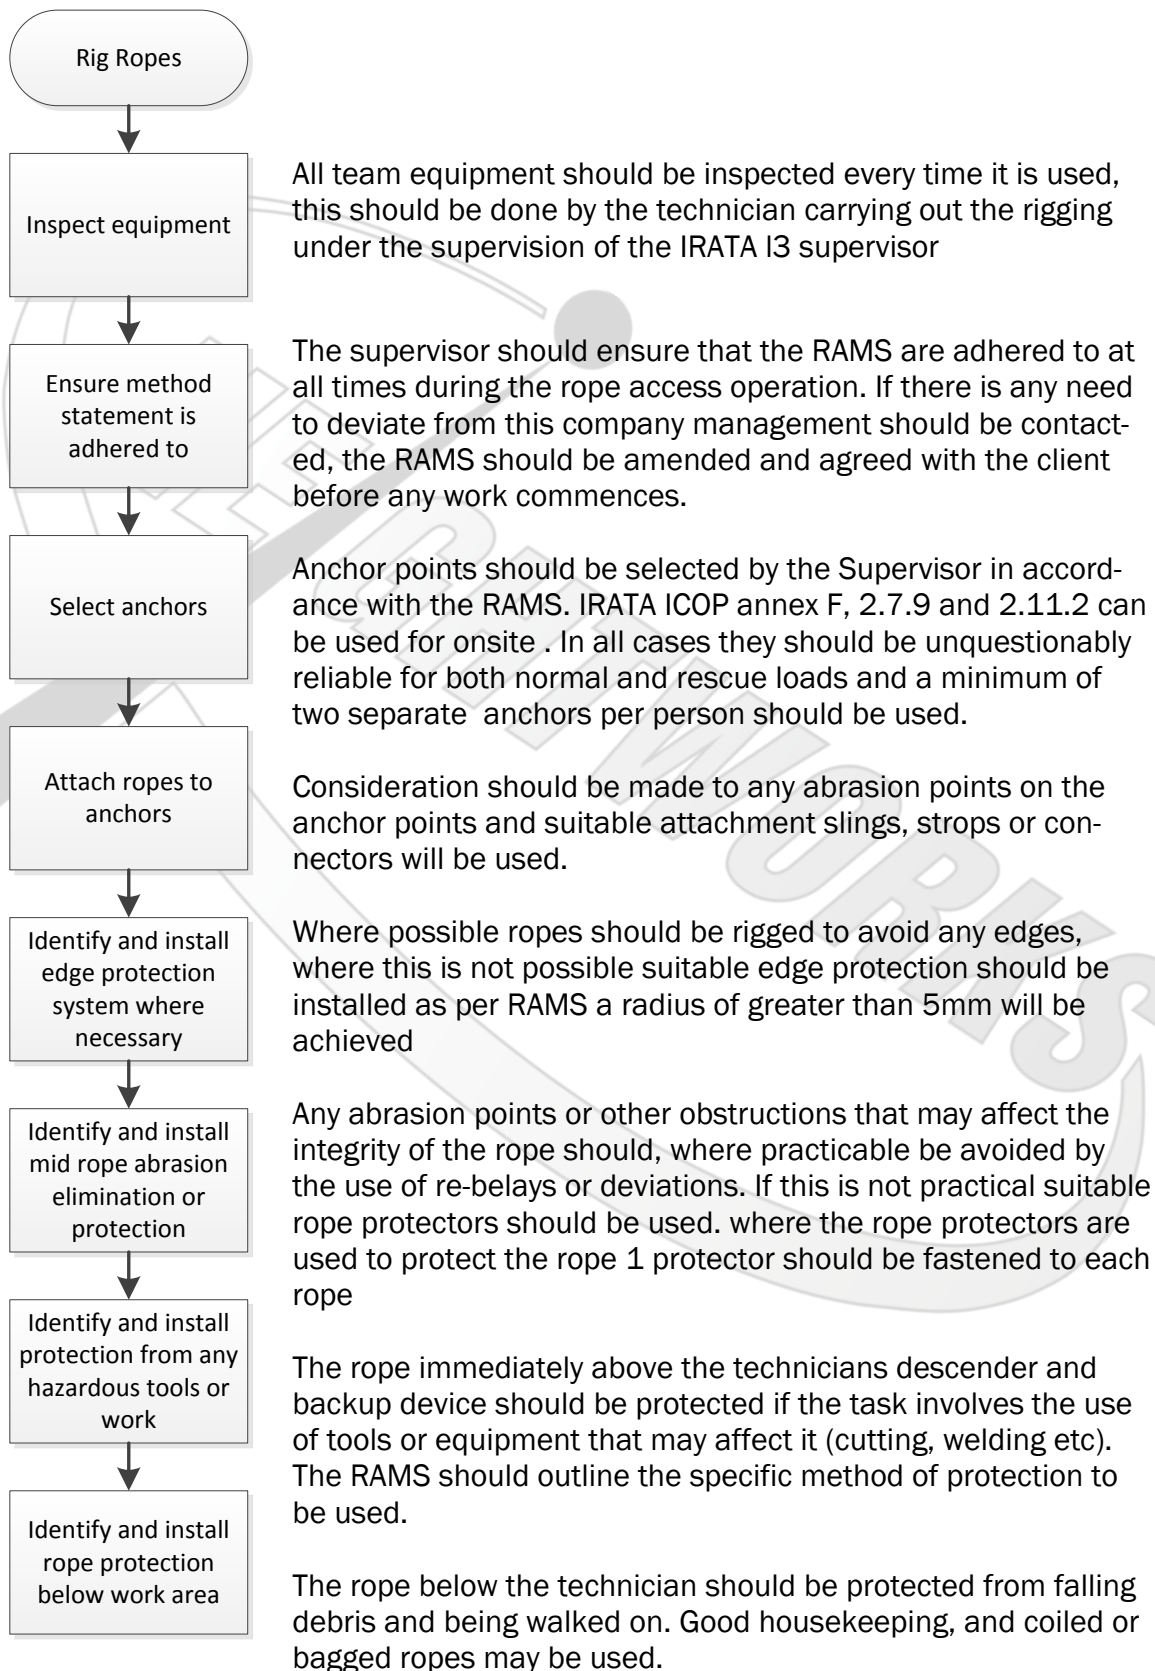 Rig Ropes
Inspect equipment
All team equipment should be inspected every time it is used,
this should be done by the technician carrying out the rigging
under the supervision of the IRATA l3 supervisor
Ensure method
statement is
adhered to
The supervisor should ensure that the RAMS are adhered to at
all times during the rope access operation. If there is any need
to deviate from this company management should be contact-
ed, the RAMS should be amended and agreed with the client
before any work commences.
Select anchors
Anchor points should be selected by the Supervisor in accord-
ance with the RAMS. IRATA ICOP annex F, 2.7.9 and 2.11.2 can
be used for onsite . In all cases they should be unquestionably
reliable for both normal and rescue loads and a minimum of
two separate  anchors per person should be used.
Attach ropes to
anchors
Consideration should be made to any abrasion points on the
anchor points and suitable attachment slings, strops or con-
nectors will be used.
Identify and install
edge protection
system where
necessary
Where possible ropes should be rigged to avoid any edges,
where this is not possible suitable edge protection should be
installed as per RAMS a radius of greater than 5mm will be
achieved
Identify and install
mid rope abrasion
elimination or
protection
Any abrasion points or other obstructions that may affect the
integrity of the rope should, where practicable be avoided by
the use of re-belays or deviations. If this is not practical suitable
rope protectors should be used. where the rope protectors are
used to protect the rope 1 protector should be fastened to each
rope
Identify and install
protection from any
hazardous tools or
work
The rope immediately above the technicians descender and
backup device should be protected if the task involves the use
of tools or equipment that may affect it (cutting, welding etc).
The RAMS should outline the specific method of protection to
be used.
Identify and install
rope protection
below work area
The rope below the technician should be protected from falling
debris and being walked on. Good housekeeping, and coiled or
bagged ropes may be used.
HEIGHTWORKS